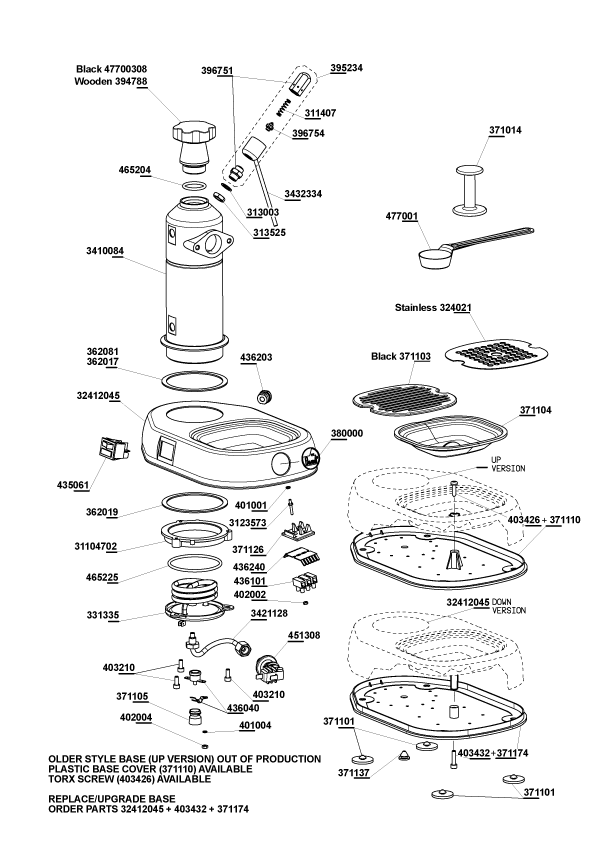 Black 47700308
Wooden 394788
396751
395234
311407
396754
371014
465204
3432334
313003
313525
477001
3410084
Stainless 324021
362081
362017
436203
Black 371103
32412045
371104
380000
UP
VERSION
435061
362019
401001
3123573
403426 + 371110
31104702
371126
436240
465225
436101
402002
331335
3421128
32412045 DOWN
VERSION
451308
403210
403210
371105
436040
371101
402004
401004
403432+371174
OLDER STYLE BASE (UP VERSION) OUT OF PRODUCTION
PLASTIC BASE COVER (371110) AVAILABLE
TORX SCREW (403426) AVAILABLE
371137
371101
REPLACE/UPGRADE BASE
ORDER PARTS 32412045 + 403432 + 371174